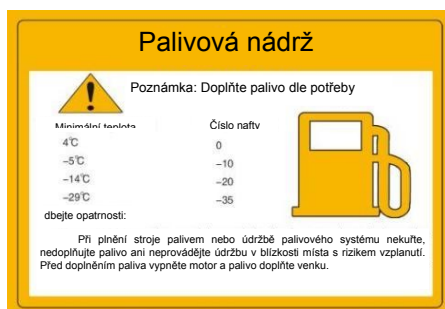 Palivová nádrž
Poznámka: Doplňte palivo dle potřeby
Minimální teplota Číslo nafty
4℃ 0
–5℃ –10
–14℃ –20
–29℃ –35
dbejte opatrnosti:
Při plnění stroje palivem nebo údržbě palivového systému nekuřte,
nedoplňujte palivo ani neprovádějte údržbu v blízkosti místa s rizikem vzplanutí.
Před doplněním paliva vypněte motor a palivo doplňte venku.